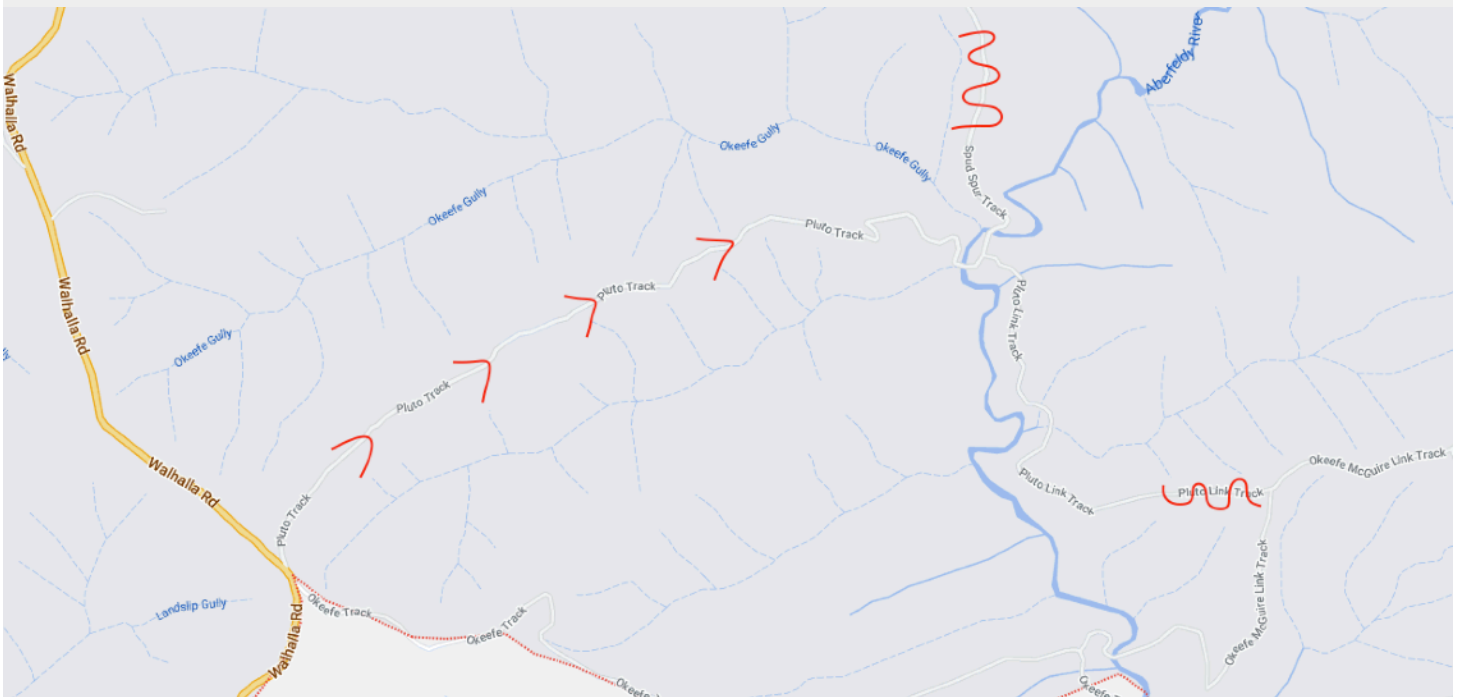 Walhalla Rd
Aberfeldy River
Okeefe Gully
Okeefe Gully
Spud Spur Track
Okeefe Gully
Pluto Track
Pluto Track
Walhalla Rd
Pluto Link Track
Okeefe Gully
Pluto Track
Okeefe McGuire Link Track
Walhalla Rd
Pluto Link Track
Pluto Link Track
Pluto Track
Okeefe McGuire Link Track
Landslip Gully
Okeefe Track
Okeefe Track
Walhalla Rd